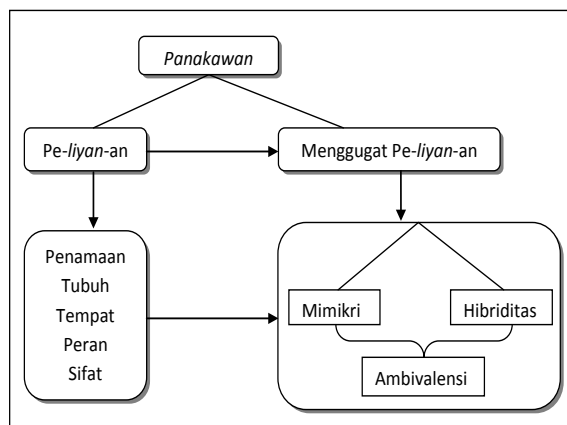 Panakawan
Pe-liyan-an
Menggugat Pe-liyan-an
Penamaan
Tubuh
Tempat
Peran
Sifat
Mimikri
Hibriditas
Ambivalensi